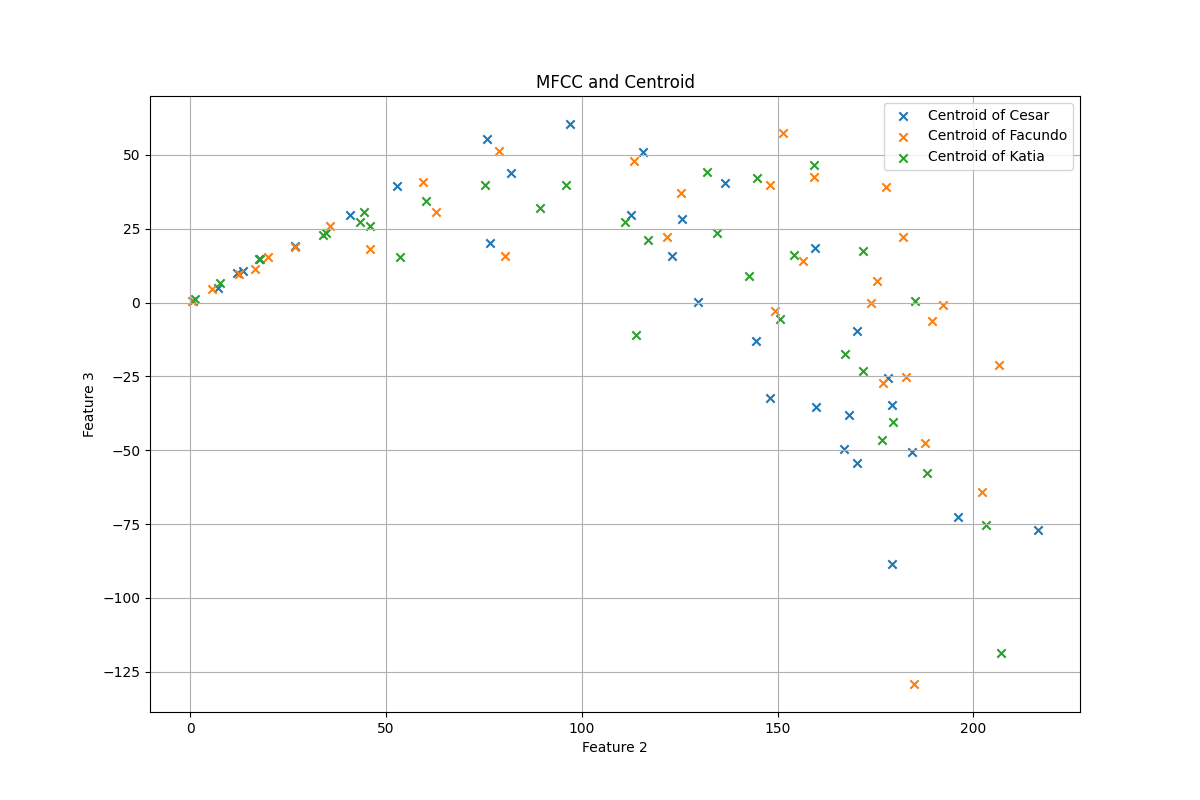 MFCC and Centroid
Centroid of Cesar
Centroid of Facundo
Centroid of Katia
50
25
0
−25
−50
−75
−100
−125
Feature 3
0 50 100 150 200
Feature 2